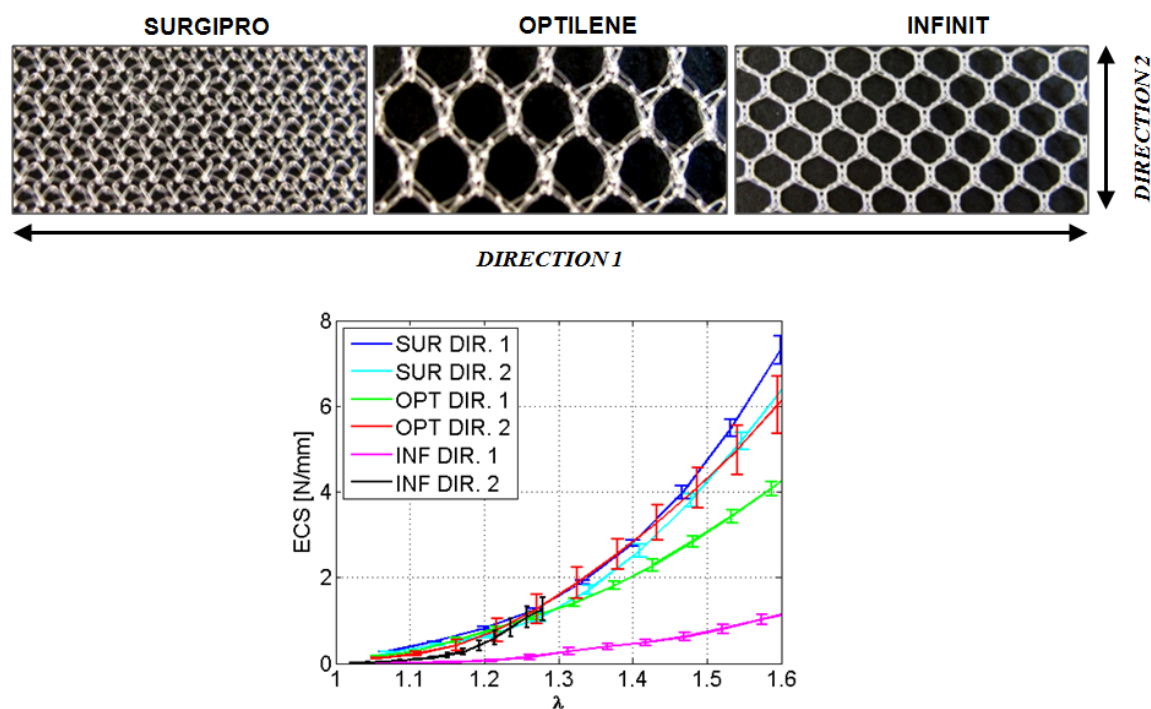 SURGIPRO OPTILENE INFINIT
DIRECTION 2
DIRECTION 1
8
6
4
2
0
ECS [N/mm]
SUR DIR. 1
SUR DIR. 2
OPT DIR. 1
OPT DIR. 2
INF DIR. 1
INF DIR. 2
1 1.1 1.2 1.3 1.4 1.5 1.6
λ